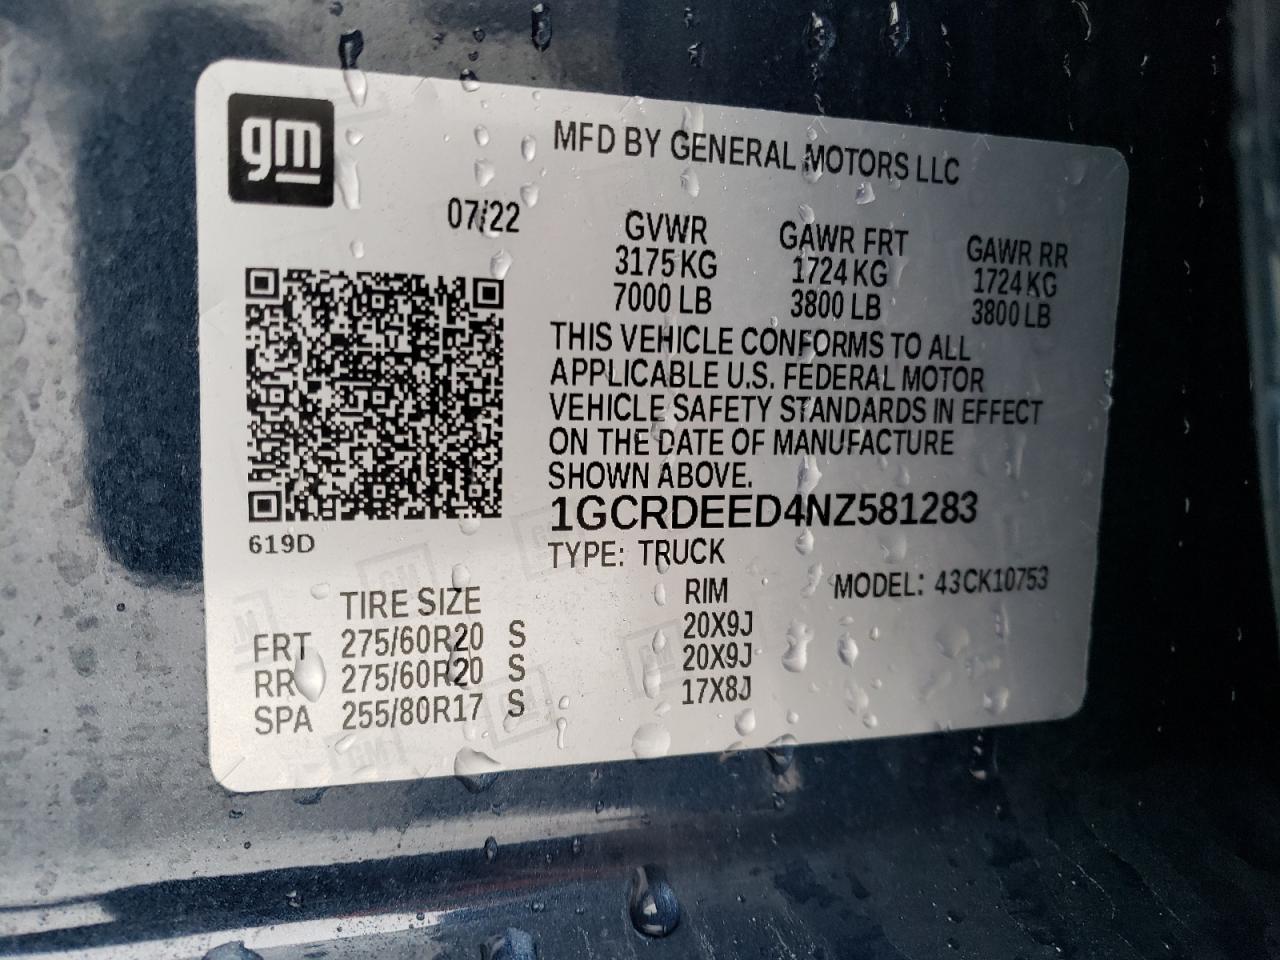 gm
MFD BY GENERAL MOTORS LLC
07/22
GVWR GAWR FRT GAWR RR
3175 KG 1724 KG 1724 KG
7000 LB 3800 LB 3800 LB
THIS VEHICLE CONFORMS TO ALL
APPLICABLE U.S. FEDERAL MOTOR
VEHICLE SAFETY STANDARDS IN EFFECT
ON THE DATE OF MANUFACTURE
SHOWN ABOVE.
1GCRDEED4NZ581283
619D
TYPE: TRUCK
MODEL: 43CK10753
TIRE SIZE RIM
FRT 275/60R20 S 20X9J
RR 275/60R20 S 20X9J
SPA 255/80R17 S 17X8J